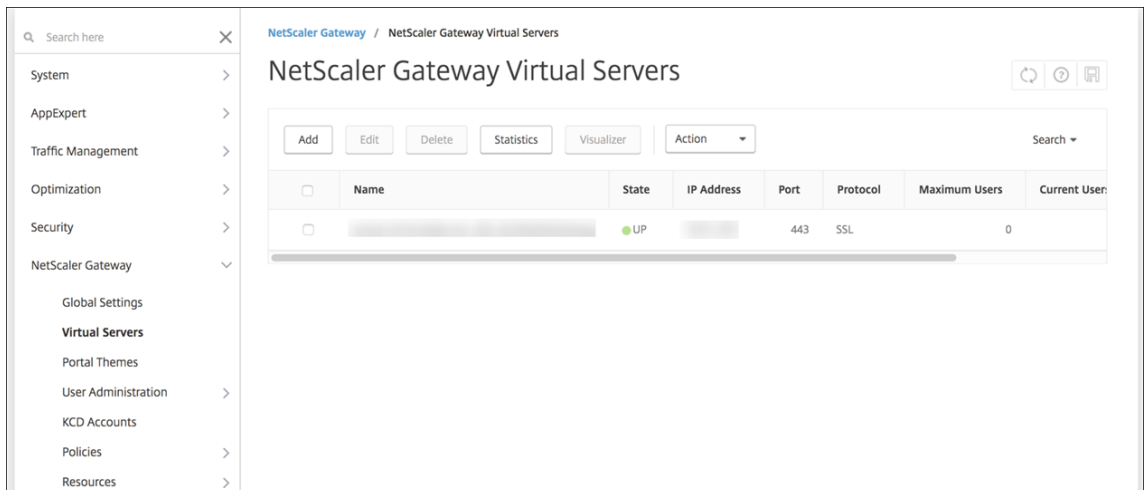 Search here
System
AppExpert
Traffic Management
Optimization
Security
NetScaler Gateway
Global Settings
Virtual Servers
Portal Themes
User Administration
KCD Accounts
Policies
Resources
NetScaler Gateway / NetScaler Gateway Virtual Servers
NetScaler Gateway Virtual Servers
Add Edit Delete Statistics Visualizer Action Search
Name State IP Address Port Protocol Maximum Users Current Users
UP 443 SSL 0